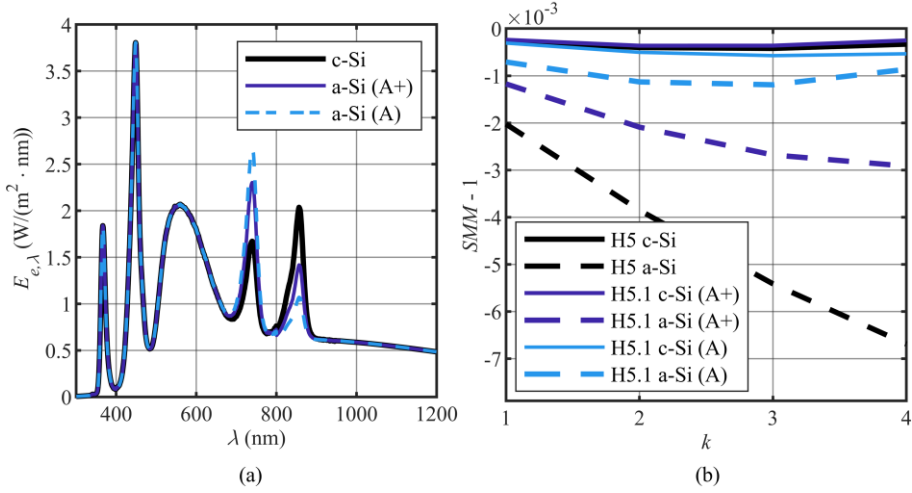 (a)
4
3.5
3
2.5
2
1.5
1
0.5
0
E_{e,λ} (W/(m² · nm))
c-Si
a-Si (A+)
a-Si (A)
400 600 800 1000 1200
λ (nm)
(a)
×10⁻³
0
-1
-2
-3
-4
-5
-6
-7
SMM - 1
H5 c-Si
H5 a-Si
H5.1 c-Si (A+)
H5.1 a-Si (A+)
H5.1 c-Si (A)
H5.1 a-Si (A)
1 2 3 4
k
(b)